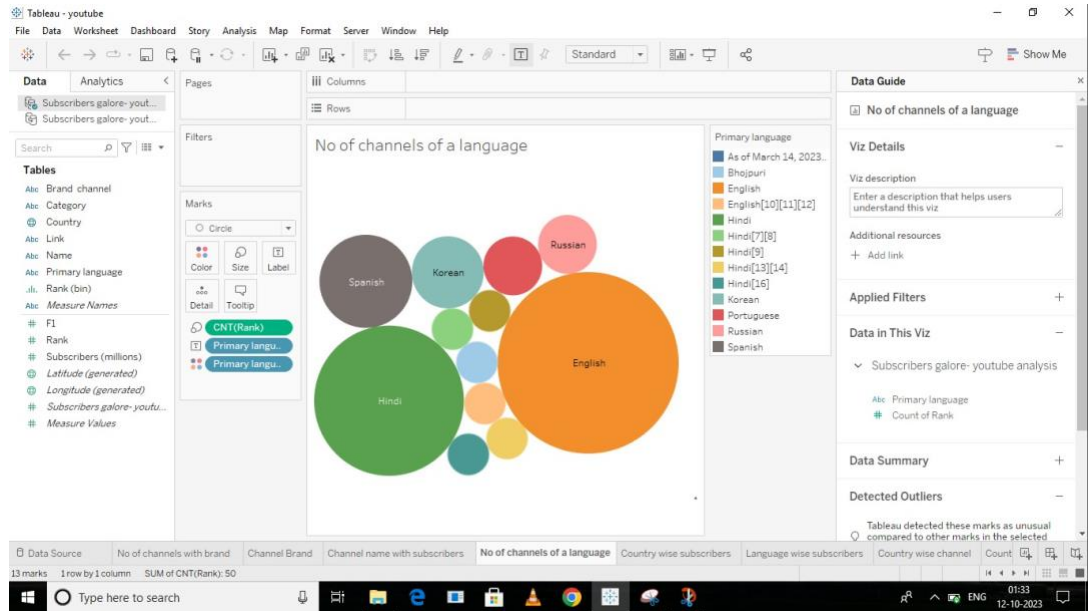 Tableau - youtube
File Data Worksheet Dashboard Story Analysis Map Format Server Window Help
Standard
Show Me
Data Analytics
Subscribers galore- yout...
Subscribers galore- yout...
Search
Tables
Abc Brand channel
Abc Category
Country
Abc Link
Abc Name
Abc Primary language
Rank (bin)
Abc Measure Names
# F1
# Rank
# Subscribers (millions)
Latitude (generated)
Longitude (generated)
# Subscribers galore- youtu...
# Measure Values
Pages
Filters
Marks
Circle
Color Size Label
Detail Tooltip
CNT(Rank)
Primary langu..
Primary langu..
Columns
Rows
No of channels of a language
Spanish
Korean
Russian
English
Hindi
Primary language
As of March 14, 2023..
Bhojpuri
English
English[10][11][12]
Hindi
Hindi[7][8]
Hindi[9]
Hindi[13][14]
Hindi[16]
Korean
Portuguese
Russian
Spanish
Data Guide
No of channels of a language
Viz Details
Viz description
Enter a description that helps users
understand this viz
Additional resources
+ Add link
Applied Filters
Data in This Viz
Subscribers galore- youtube analysis
Abc Primary language
# Count of Rank
Data Summary
Detected Outliers
Tableau detected these marks as unusual
compared to other marks in the selected
Data Source No of channels with brand Channel Brand Channel name with subscribers No of channels of a language Country wise subscribers Language wise subscribers Country wise channel Count
13 marks 1 row by 1 column SUM of CNT(Rank): 50
Type here to search
ENG
01:33
12-10-2023